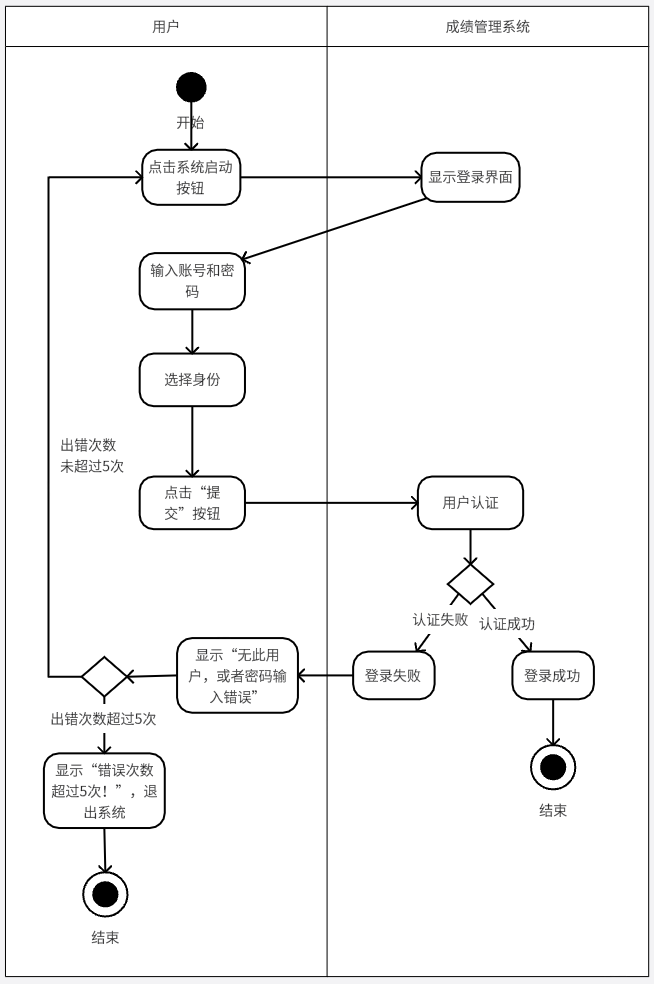 用户
成绩管理系统
开始
点击系统启动
按钮
显示登录界面
输入账号和密
码
选择身份
出错次数
未超过5次
点击“提
交”按钮
用户认证
认证失败
认证成功
显示“无此用
户，或者密码输
入错误”
登录失败
登录成功
出错次数超过5次
显示“错误次数
超过5次！”，退
出系统
结束
结束